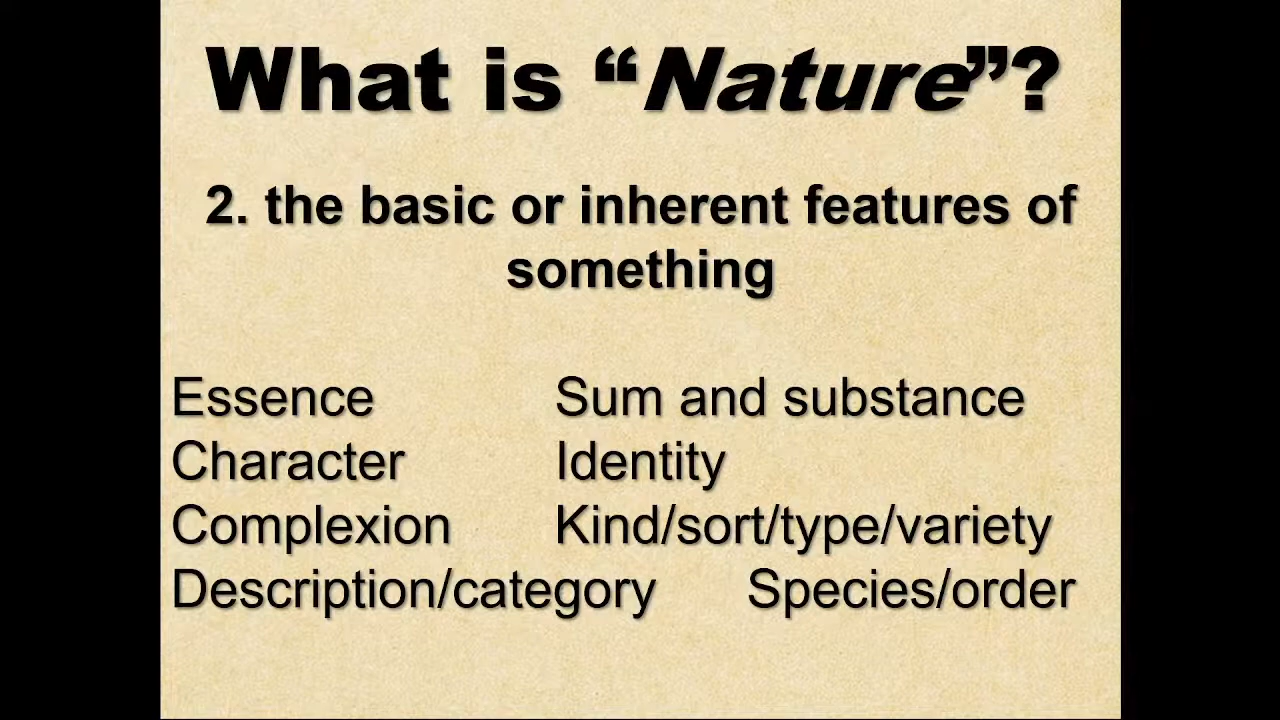 What is “Nature”?
2. the basic or inherent features of
something
Essence Sum and substance
Character Identity
Complexion Kind/sort/type/variety
Description/category Species/order